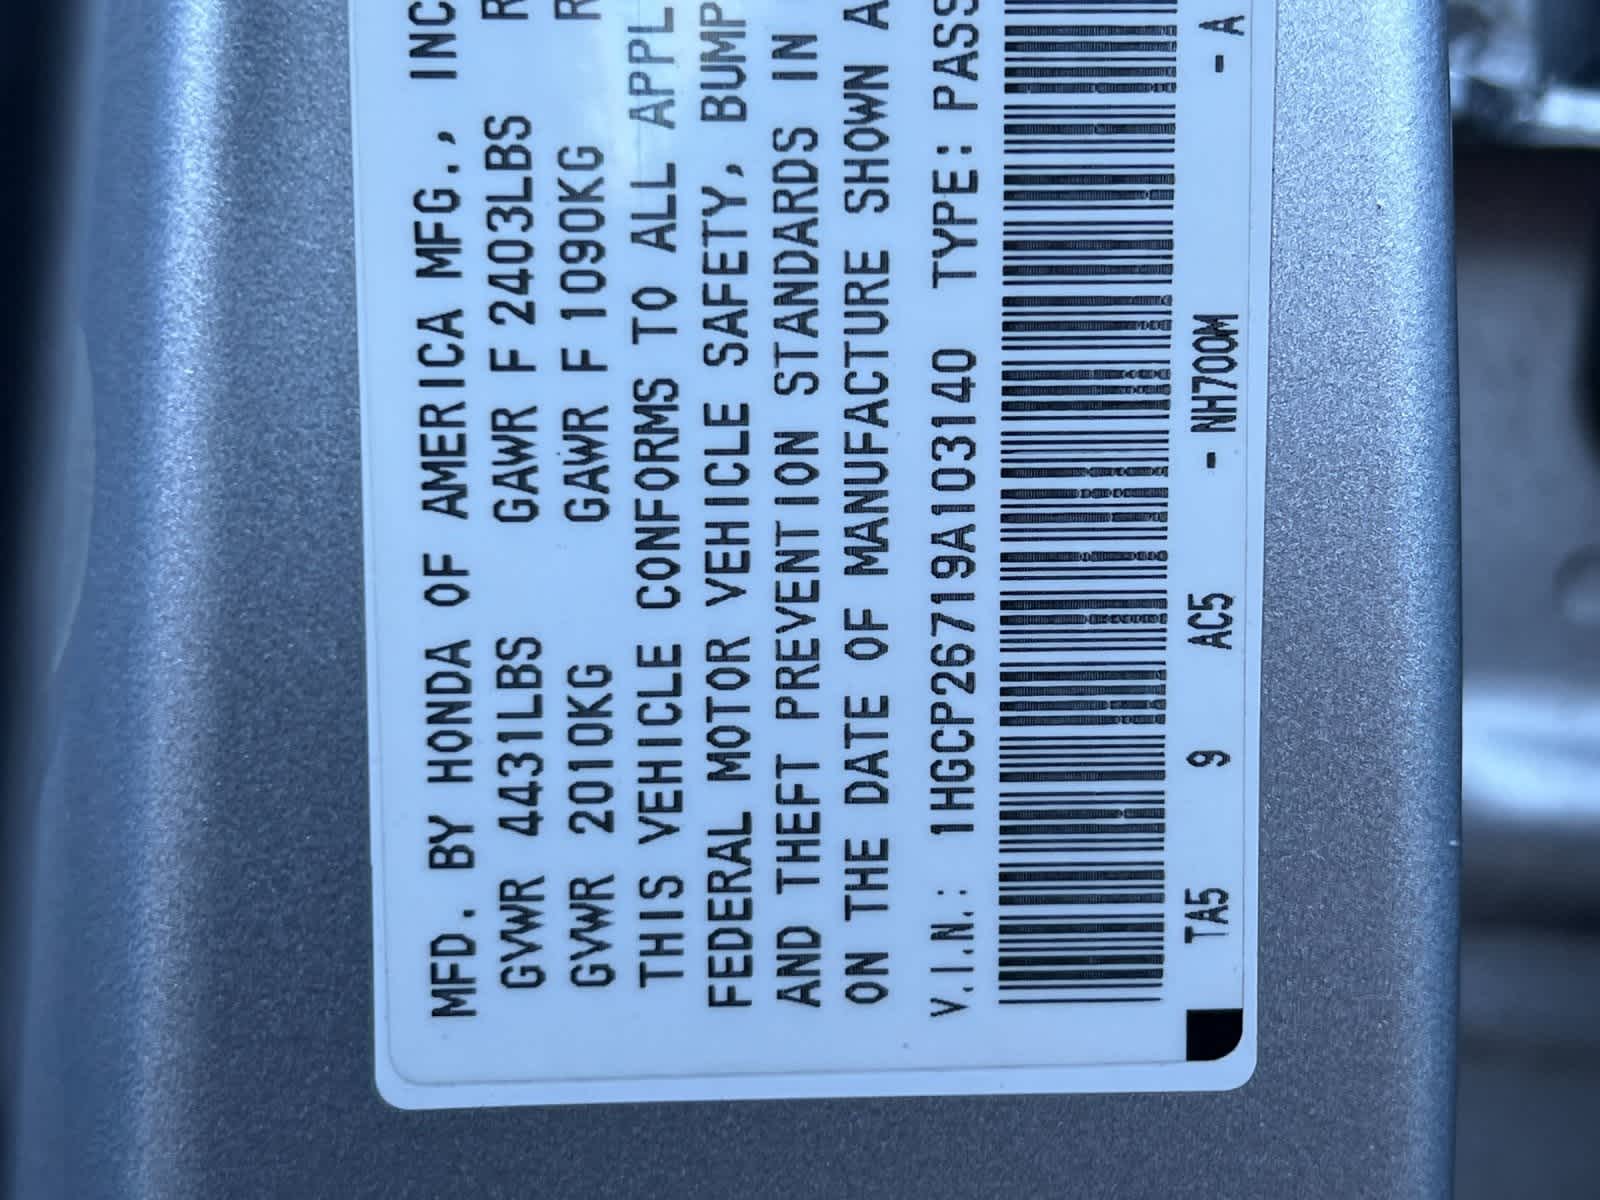 MFD. BY HONDA OF AMERICA MFG., INC
GVWR 4431LBS GAWR F 2403LBS R
GVWR 2010KG GAWR F 1090KG R
THIS VEHICLE CONFORMS TO ALL APPL
FEDERAL MOTOR VEHICLE SAFETY, BUMP
AND THEFT PREVENTION STANDARDS IN
ON THE DATE OF MANUFACTURE SHOWN A
V.I.N.: 1HGCP26719A103140 TYPE: PASS
TA5 9 AC5 - NH700M - A